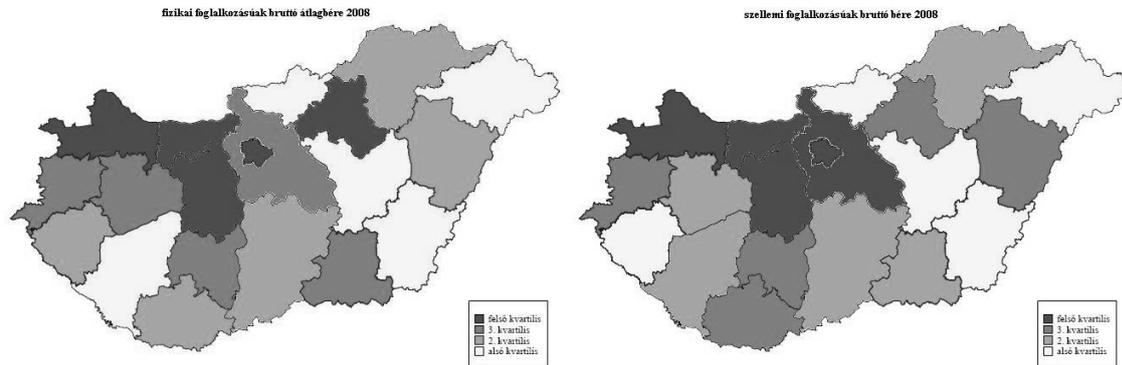 fizikai foglalkozásúak bruttó átlagbére 2008
felső kvartilis
3. kvartilis
2. kvartilis
alsó kvartilis
szellemi foglalkozásúak bruttó bére 2008
felső kvartilis
3. kvartilis
2. kvartilis
alsó kvartilis